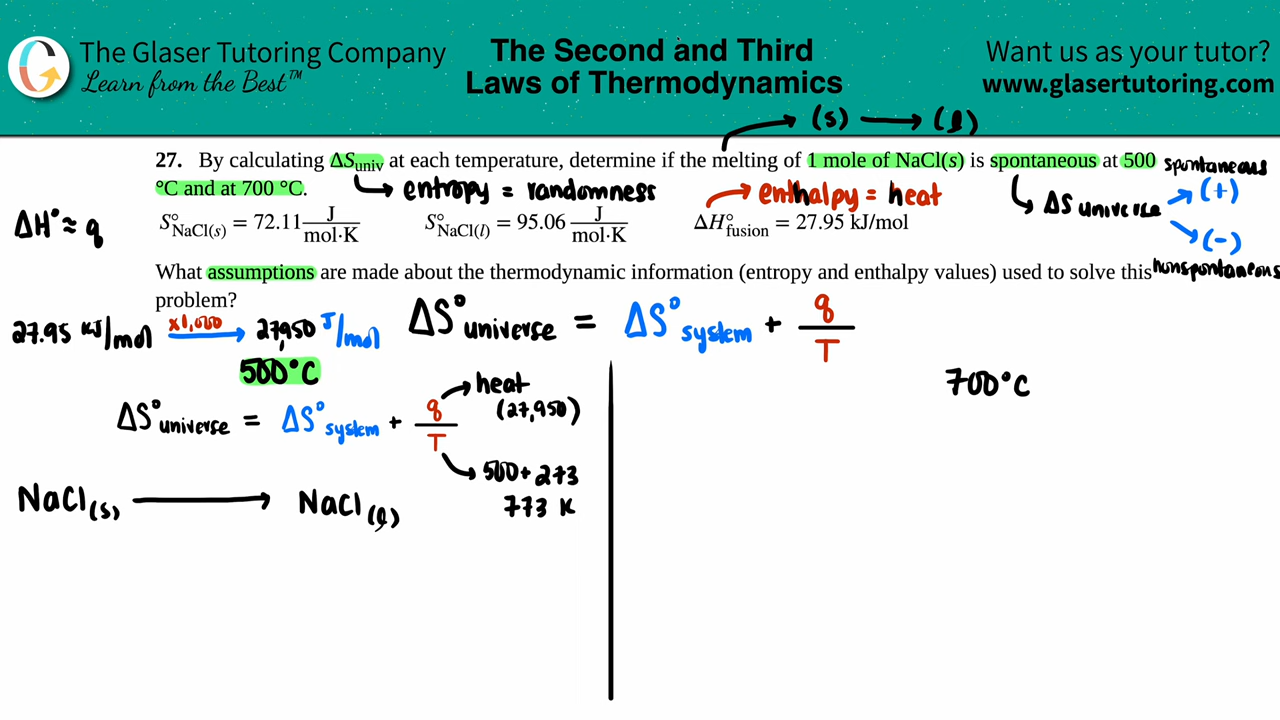 The Glaser Tutoring Company
Learn from the Best™
The Second and Third
Laws of Thermodynamics
Want us as your tutor?
www.glasertutoring.com
(s) → (l)
27. By calculating ΔSuniv at each temperature, determine if the melting of 1 mole of NaCl(s) is spontaneous at 500
°C and at 700 °C.
entropy = randomness
enthalpy = heat
ΔS universe
spontaneous
(+)
(-)
nonspontaneous
ΔH° ≈ q
S°NaCl(s) = 72.11 J/mol·K
S°NaCl(l) = 95.06 J/mol·K
ΔH°fusion = 27.95 kJ/mol
What assumptions are made about the thermodynamic information (entropy and enthalpy values) used to solve this
problem?
27.95 KJ/mol x1,000 → 27,950 J/mol
ΔS°universe = ΔS°system + q/T
500°C
700°C
ΔS°universe = ΔS°system + q/T
heat
(27,950)
500+273
773 K
NaCl(s) → NaCl(l)